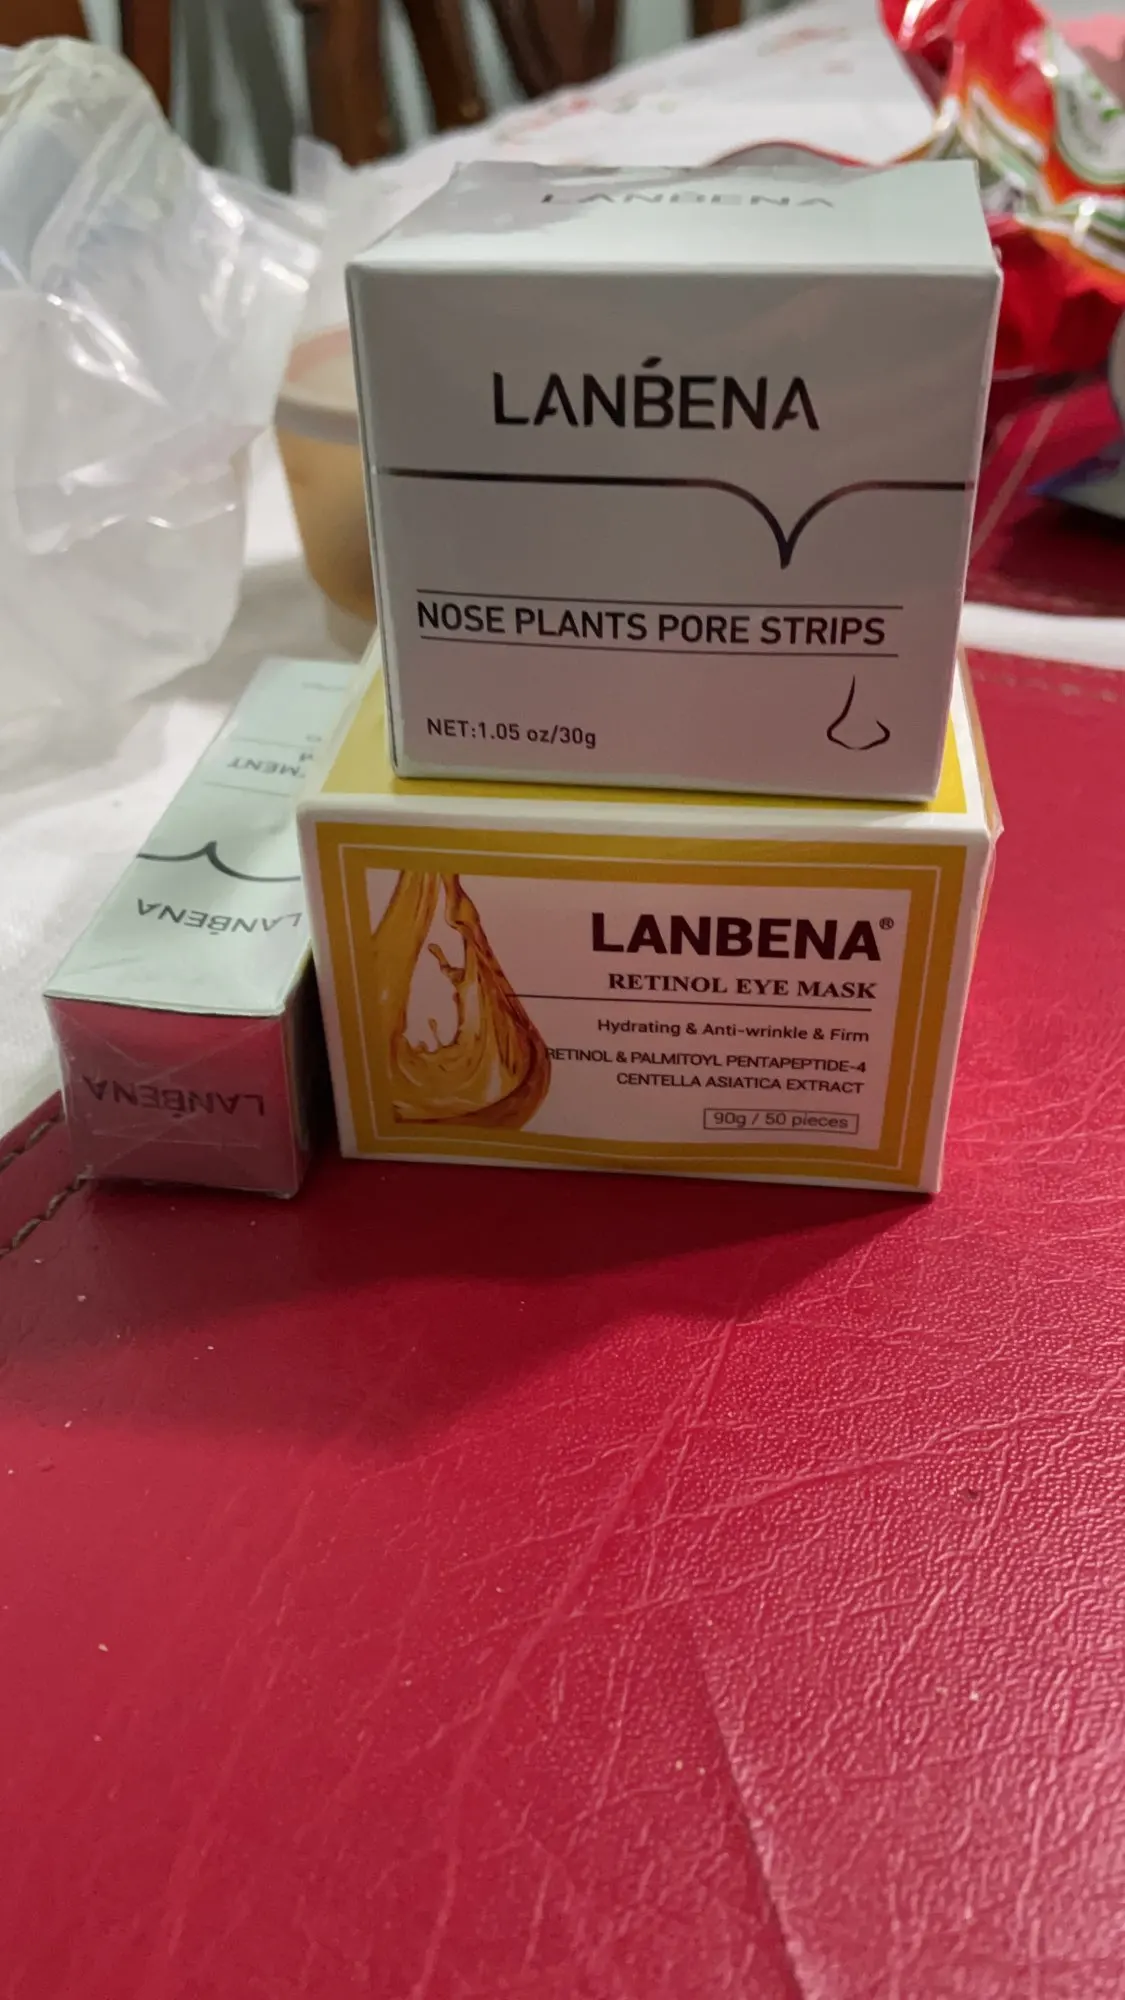 LANBENA
LANBENA
NOSE PLANTS PORE STRIPS
NET:1.05 oz/30g
LANBENA®
RETINOL EYE MASK
Hydrating & Anti-wrinkle & Firm
RETINOL & PALMITOYL PENTAPEPTIDE-4
CENTELLA ASIATICA EXTRACT
90g / 50 pieces
LANBENA
LANBENA